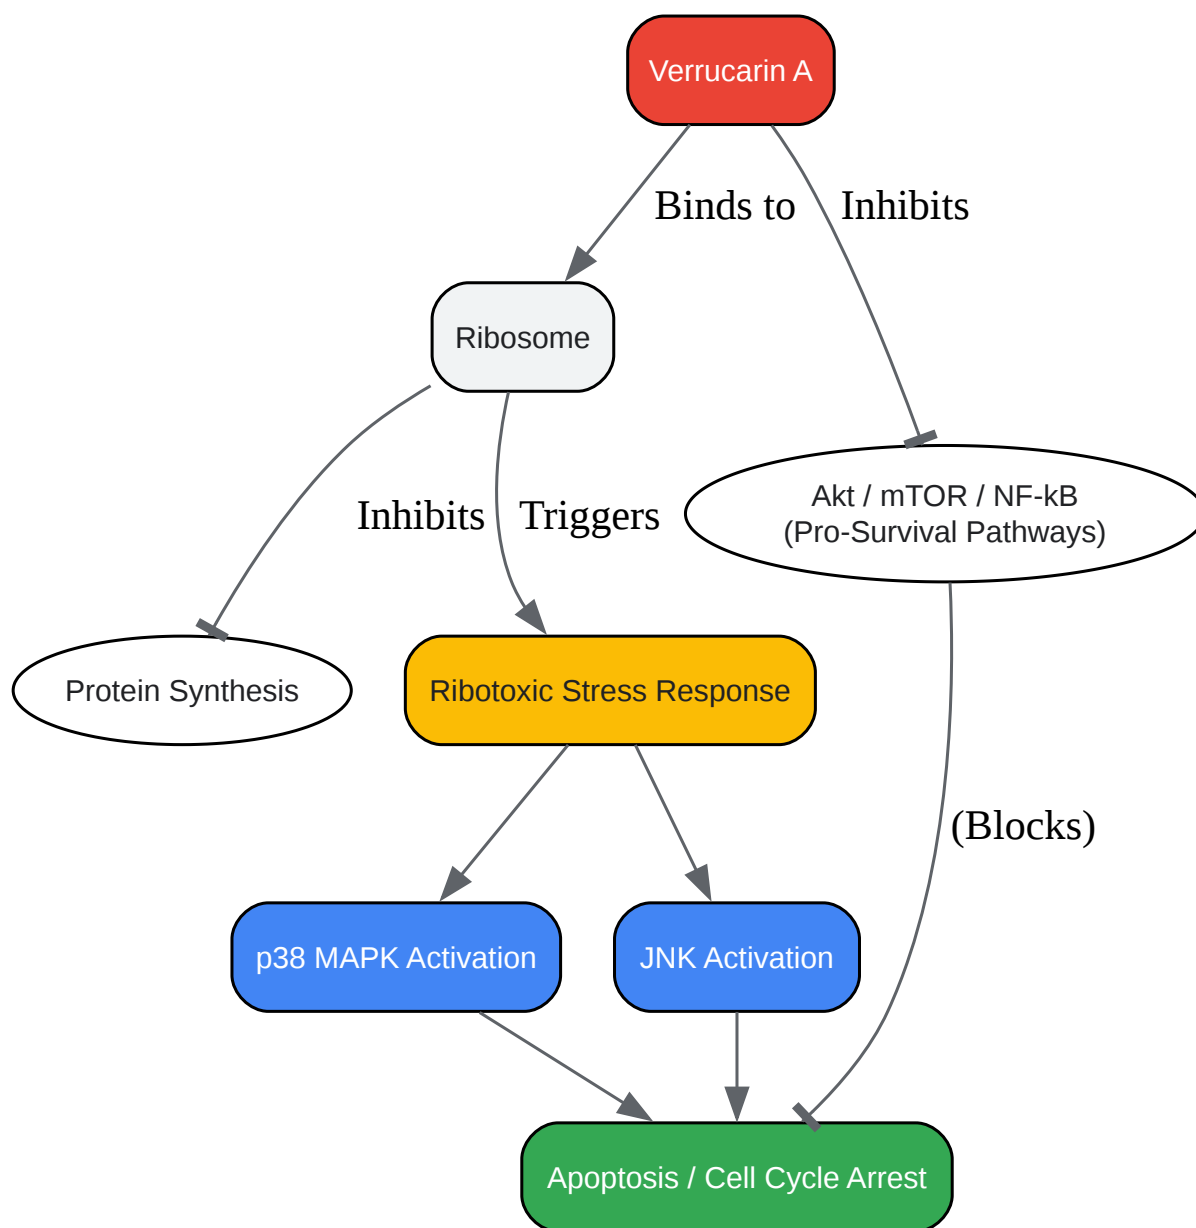 Verrucarin A
Binds to
Inhibits
Ribosome
Akt / mTOR / NF-kB
(Pro-Survival Pathways)
Inhibits
Triggers
Protein Synthesis
Ribotoxic Stress Response
(Blocks)
p38 MAPK Activation
JNK Activation
Apoptosis / Cell Cycle Arrest